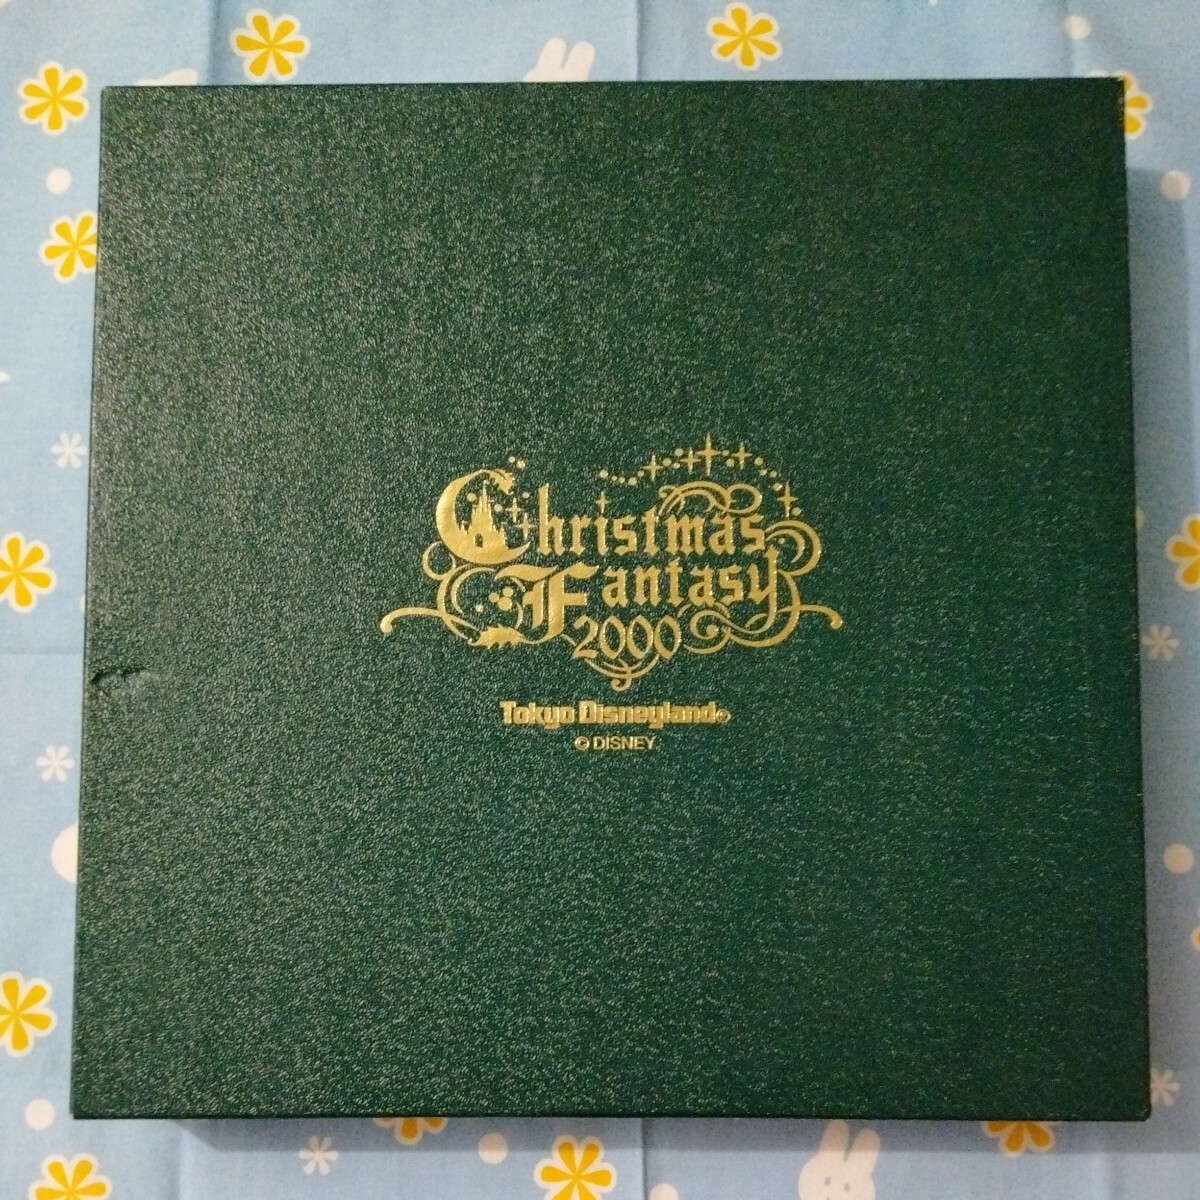 Christmas
Fantasy
2000
Tokyo Disneyland®
© DISNEY